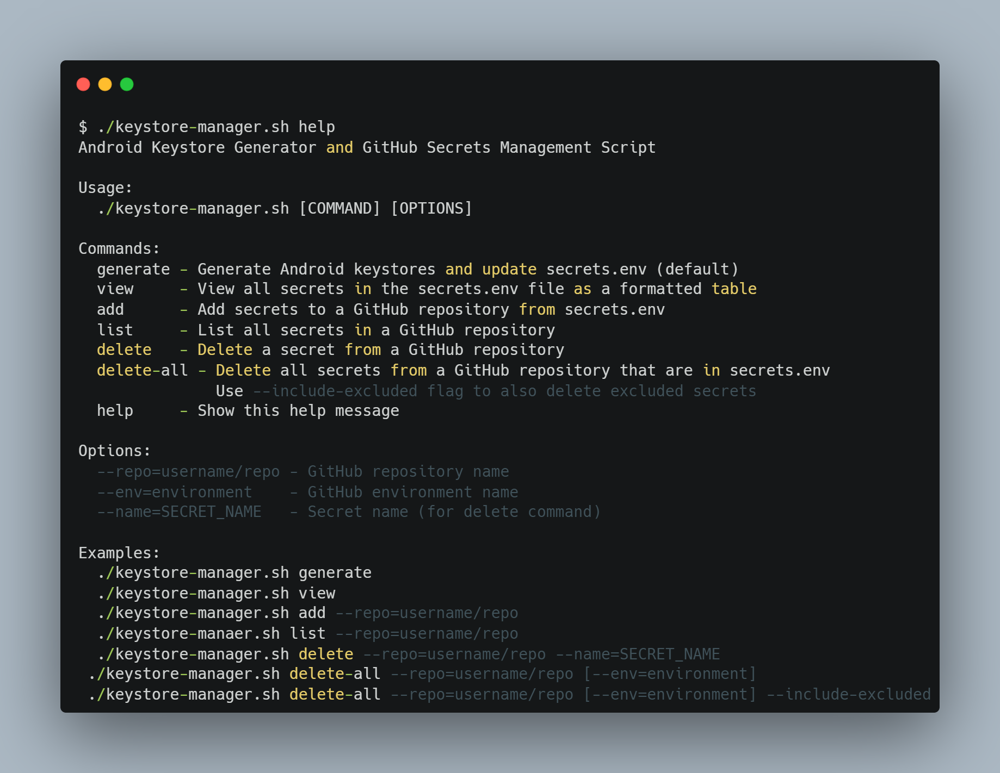 $ ./keystore-manager.sh help
Android Keystore Generator and GitHub Secrets Management Script

Usage:
  ./keystore-manager.sh [COMMAND] [OPTIONS]

Commands:
  generate - Generate Android keystores and update secrets.env (default)
  view     - View all secrets in the secrets.env file as a formatted table
  add      - Add secrets to a GitHub repository from secrets.env
  list     - List all secrets in a GitHub repository
  delete   - Delete a secret from a GitHub repository
  delete-all - Delete all secrets from a GitHub repository that are in secrets.env
               Use --include-excluded flag to also delete excluded secrets
  help     - Show this help message

Options:
  --repo=username/repo - GitHub repository name
  --env=environment    - GitHub environment name
  --name=SECRET_NAME   - Secret name (for delete command)

Examples:
  ./keystore-manager.sh generate
  ./keystore-manager.sh view
  ./keystore-manager.sh add --repo=username/repo
  ./keystore-manaer.sh list --repo=username/repo
  ./keystore-manager.sh delete --repo=username/repo --name=SECRET_NAME
 ./keystore-manager.sh delete-all --repo=username/repo [--env=environment]
 ./keystore-manager.sh delete-all --repo=username/repo [--env=environment] --include-excluded